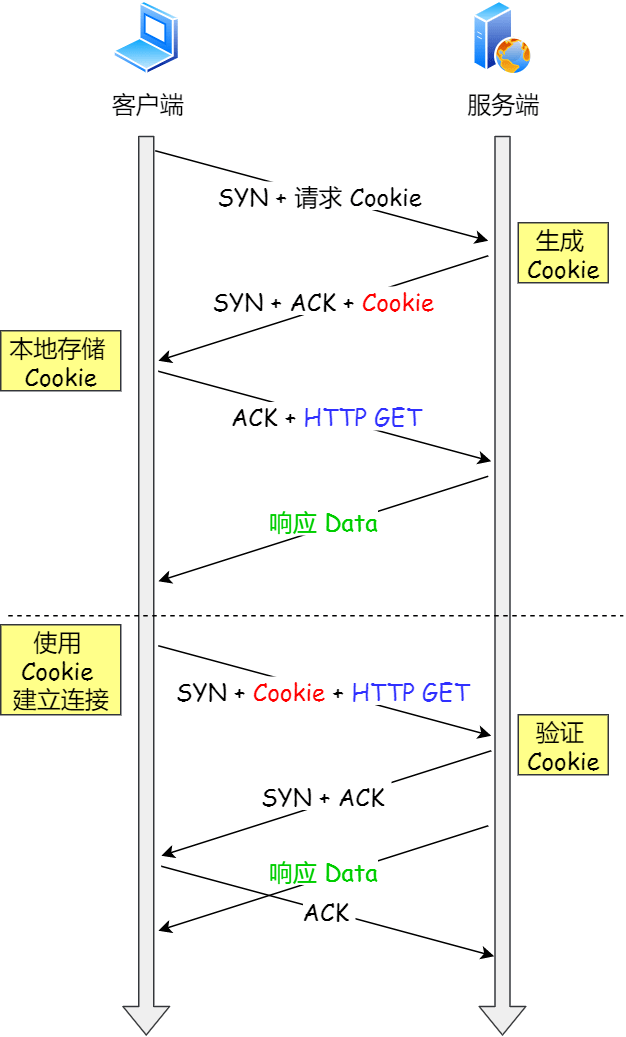 客户端
服务端
SYN + 请求 Cookie
生成
Cookie
SYN + ACK + Cookie
本地存储
Cookie
ACK + HTTP GET
响应 Data
使用
Cookie
建立连接
SYN + Cookie + HTTP GET
验证
Cookie
SYN + ACK
响应 Data
ACK